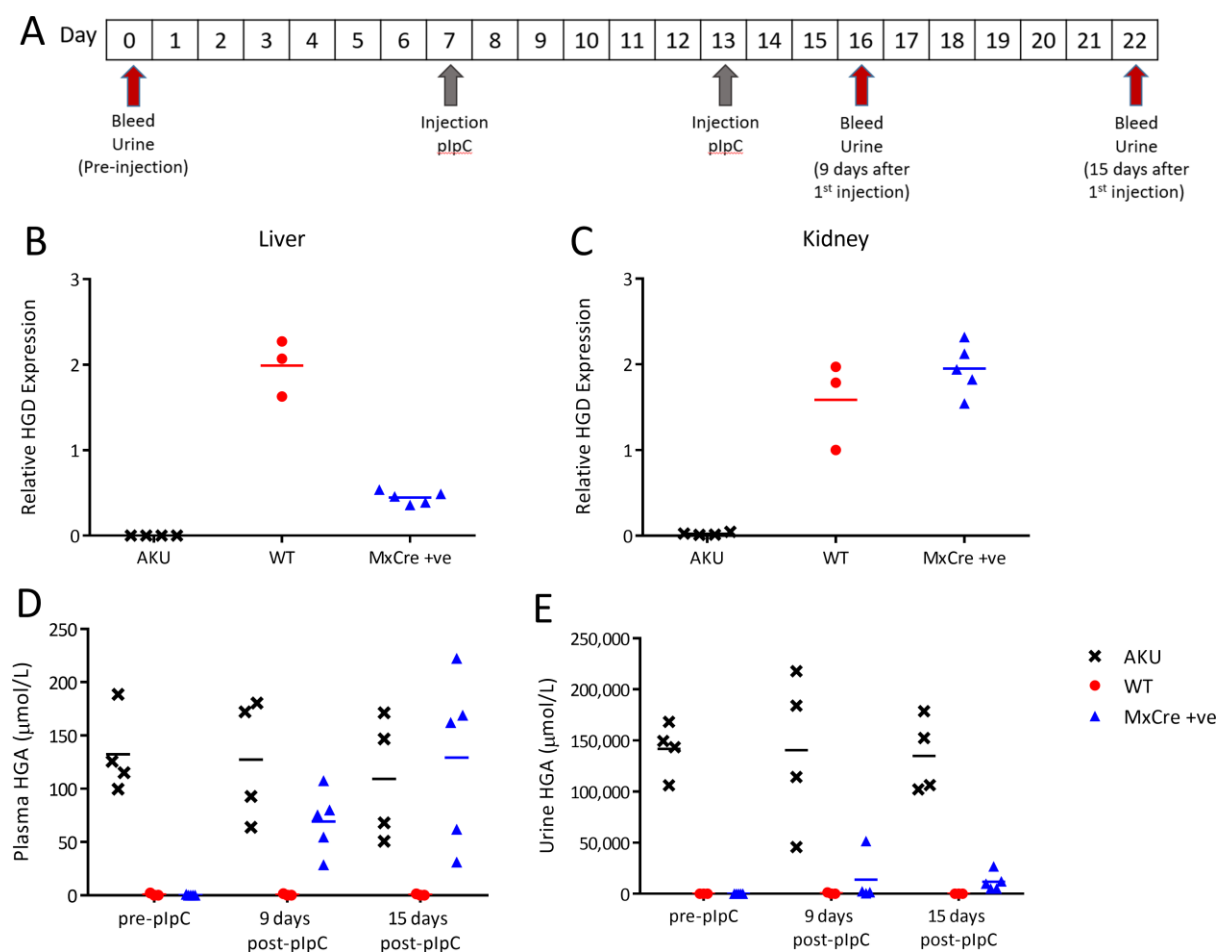 A
Day 0 1 2 3 4 5 6 7 8 9 10 11 12 13 14 15 16 17 18 19 20 21 22
Bleed
Urine
(Pre-injection)
Injection
pIpC
Injection
pIpC
Bleed
Urine
(9 days after
1st injection)
Bleed
Urine
(15 days after
1st injection)
B
Liver
Relative HGD Expression
3
2
1
0
AKU WT MxCre +ve
C
Kidney
Relative HGD Expression
3
2
1
0
AKU WT MxCre +ve
D
Plasma HGA (μmol/L)
250
200
150
100
50
0
pre-pIpC
9 days
post-pIpC
15 days
post-pIpC
E
Urine HGA (μmol/L)
250,000
200,000
150,000
100,000
50,000
0
pre-pIpC
9 days
post-pIpC
15 days
post-pIpC
AKU
WT
MxCre +ve